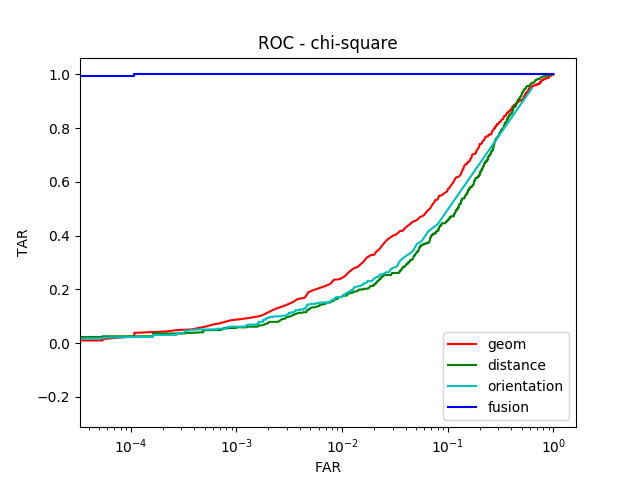 ROC - chi-square
1.0
0.8
0.6
0.4
0.2
0.0
−0.2
TAR
10⁻⁴
10⁻³
10⁻²
10⁻¹
10⁰
FAR
geom
distance
orientation
fusion